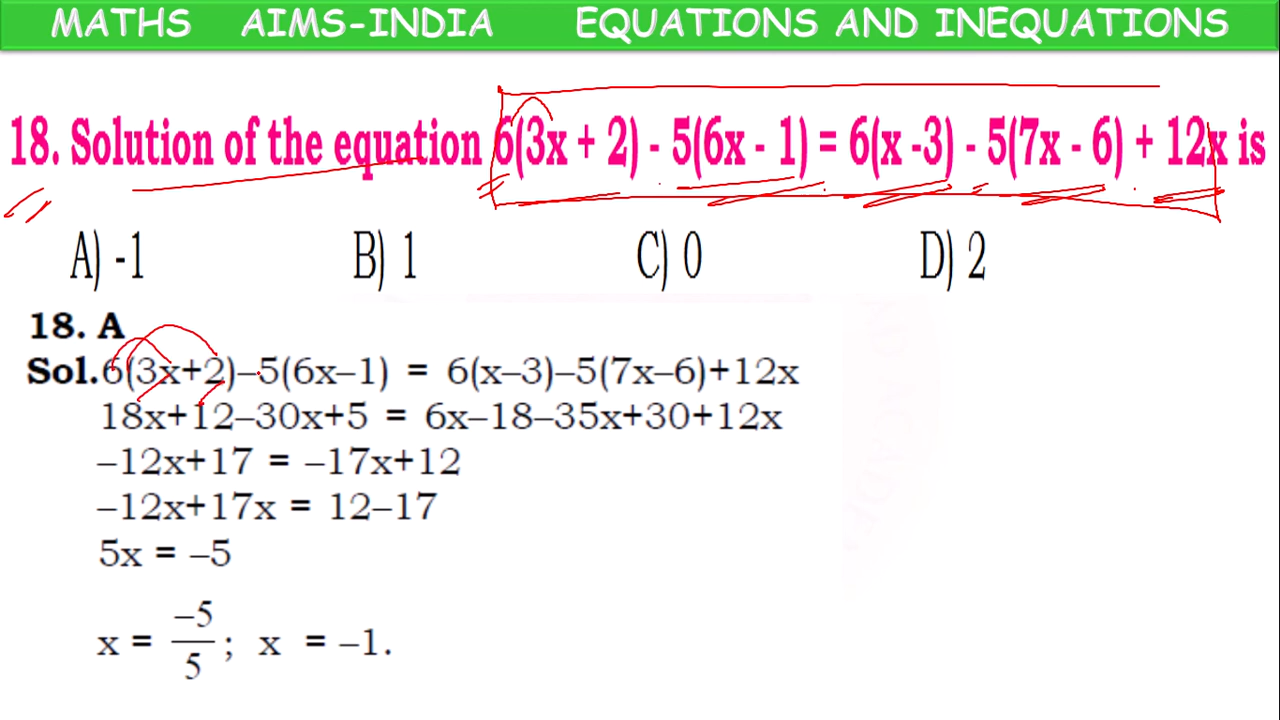 MATHS AIMS-INDIA EQUATIONS AND INEQUATIONS
18. Solution of the equation 6(3x + 2) - 5(6x - 1) = 6(x -3) - 5(7x - 6) + 12x is
A) -1 B) 1 C) 0 D) 2
18. A
Sol. 6(3x+2)–5(6x–1) = 6(x–3)–5(7x–6)+12x
18x+12–30x+5 = 6x–18–35x+30+12x
–12x+17 = –17x+12
–12x+17x = 12–17
5x = –5
x = –5/5 ; x = –1.